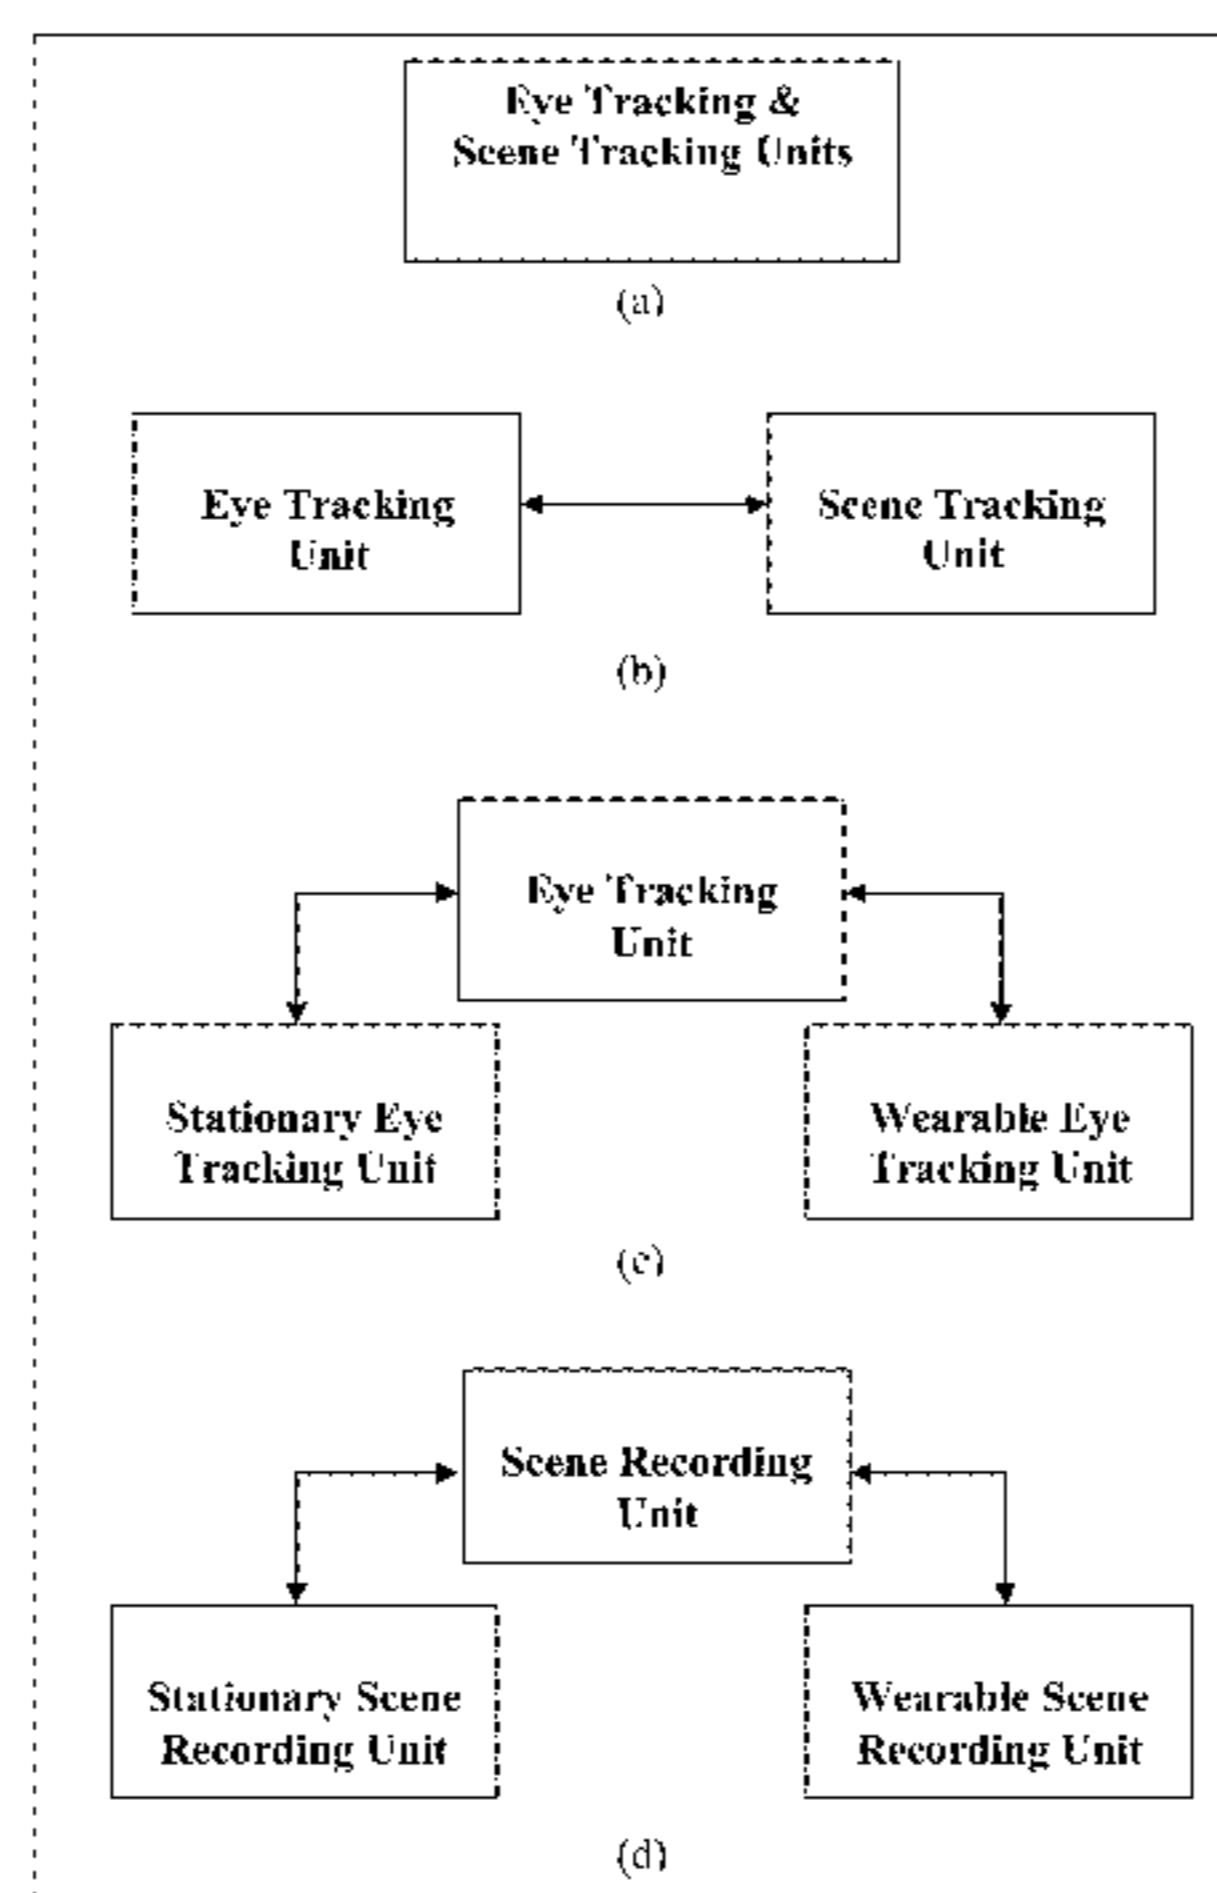 Eye Tracking &
Scene Tracking Units
(a)
Eye Tracking
Unit
Scene Tracking
Unit
(b)
Eye Tracking
Unit
Stationary Eye
Tracking Unit
Wearable Eye
Tracking Unit
(c)
Scene Recording
Unit
Stationary Scene
Recording Unit
Wearable Scene
Recording Unit
(d)